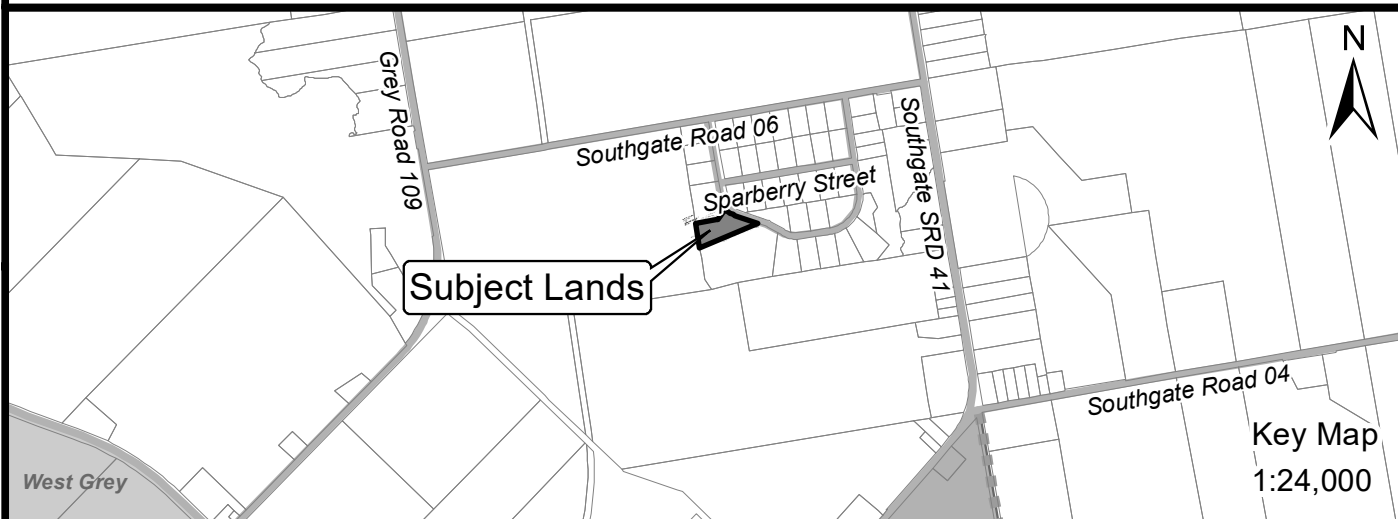 N
Grey Road 109
Southgate Road 06
Southgate SRD 41
Sparberry Street
Subject Lands
Southgate Road 04
Key Map
1:24,000
West Grey